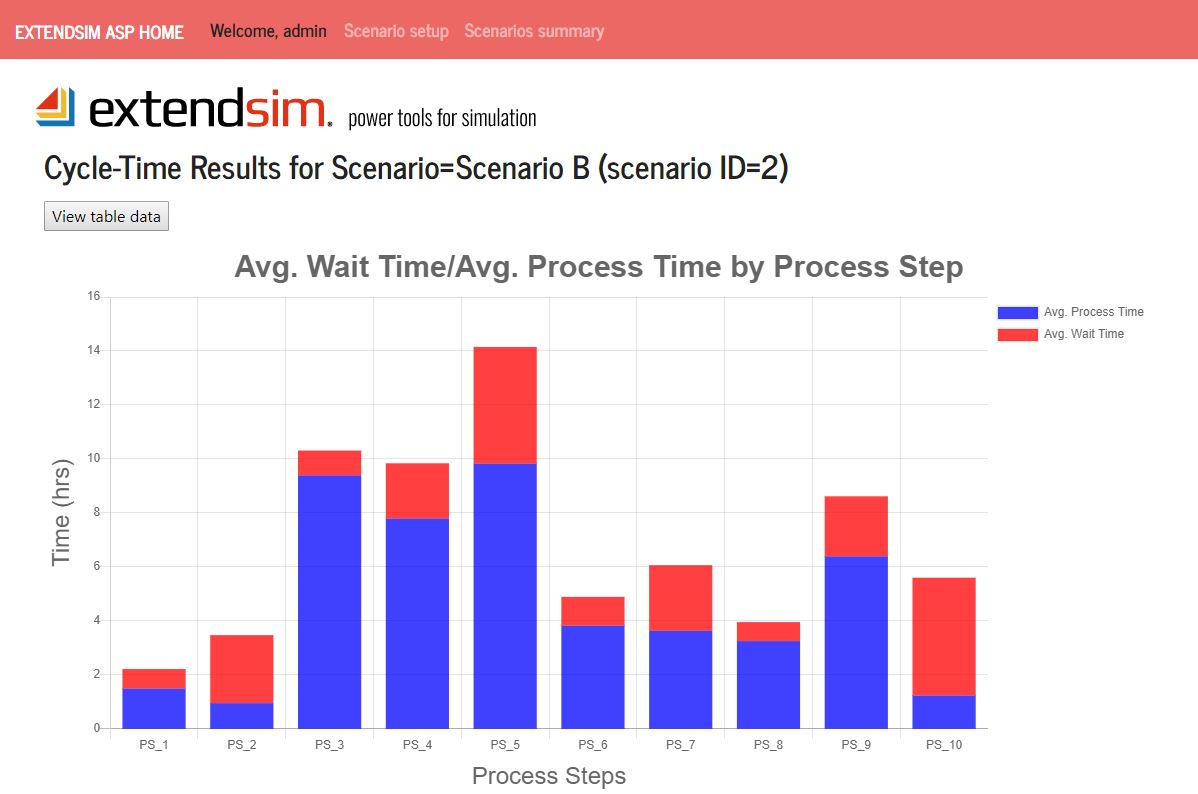 EXTENDSIM ASP HOME Welcome, admin Scenario setup Scenarios summary
extendsim. power tools for simulation
Cycle-Time Results for Scenario=Scenario B (scenario ID=2)
View table data
Avg. Wait Time/Avg. Process Time by Process Step
Avg. Process Time
Avg. Wait Time
Time (hrs)
16
14
12
10
8
6
4
2
0
PS_1 PS_2 PS_3 PS_4 PS_5 PS_6 PS_7 PS_8 PS_9 PS_10
Process Steps